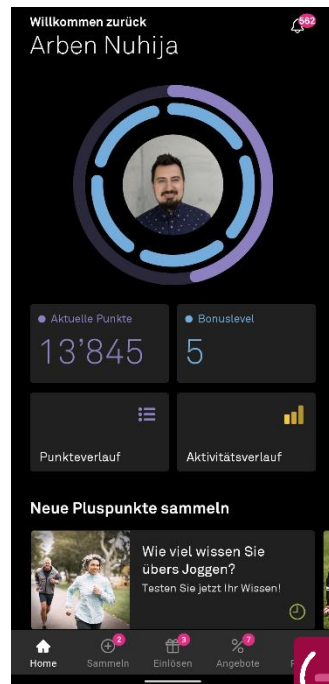 Willkommen zurück
562
Arben Nuhija
Aktuelle Punkte
Bonuslevel
13'845
5
Punkteverlauf
Aktivitätsverlauf
Neue Pluspunkte sammeln
Wie viel wissen Sie
übers Joggen?
Testen Sie jetzt Ihr Wissen!
2
3
7
Home
Sammeln
Einlösen
Angebote